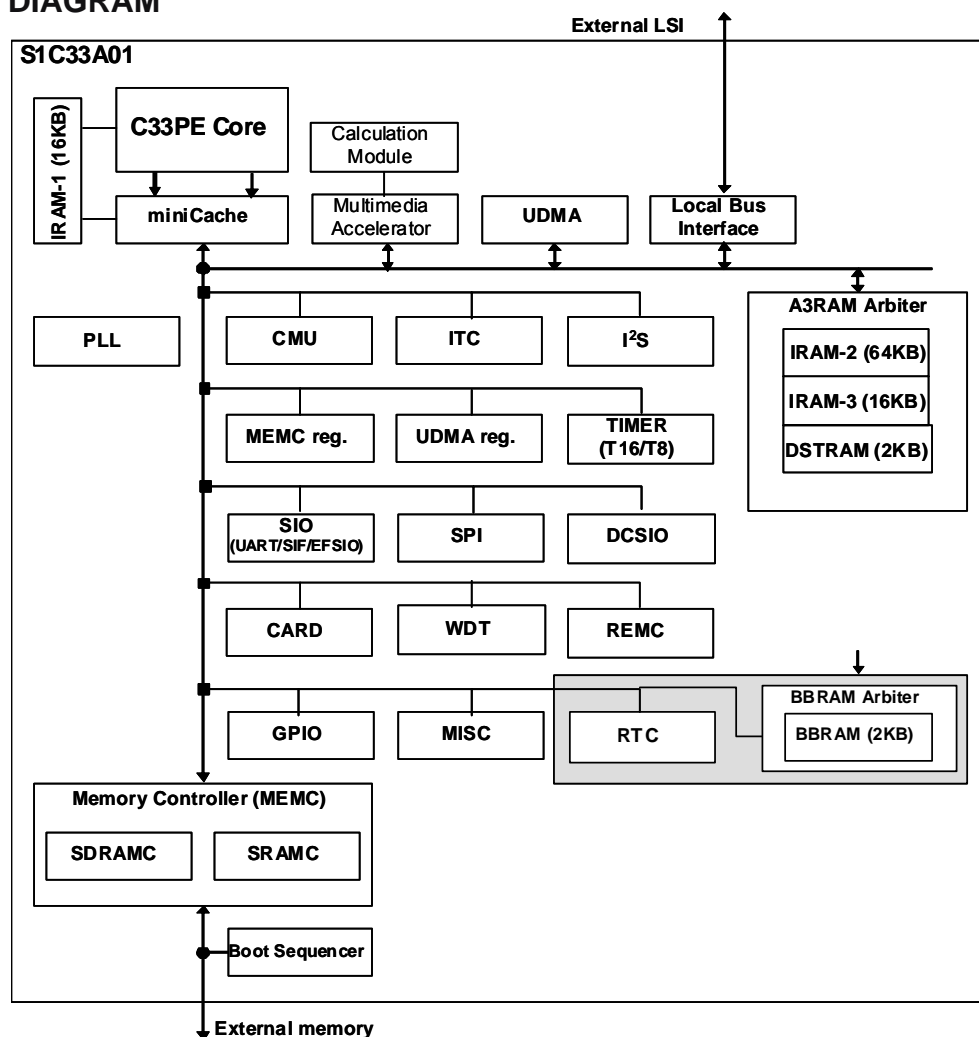 DIAGRAM
External LSI
S1C33A01
IRAM-1 (16KB)
C33PE Core
Calculation
Module
miniCache
Multimedia
Accelerator
UDMA
Local Bus
Interface
A3RAM Arbiter
PLL
CMU
ITC
I²S
IRAM-2 (64KB)
IRAM-3 (16KB)
DSTRAM (2KB)
MEMC reg.
UDMA reg.
TIMER
(T16/T8)
SIO
(UART/SIF/EFSIO)
SPI
DCSIO
CARD
WDT
REMC
GPIO
MISC
RTC
BBRAM Arbiter
BBRAM (2KB)
Memory Controller (MEMC)
SDRAMC
SRAMC
Boot Sequencer
External memory